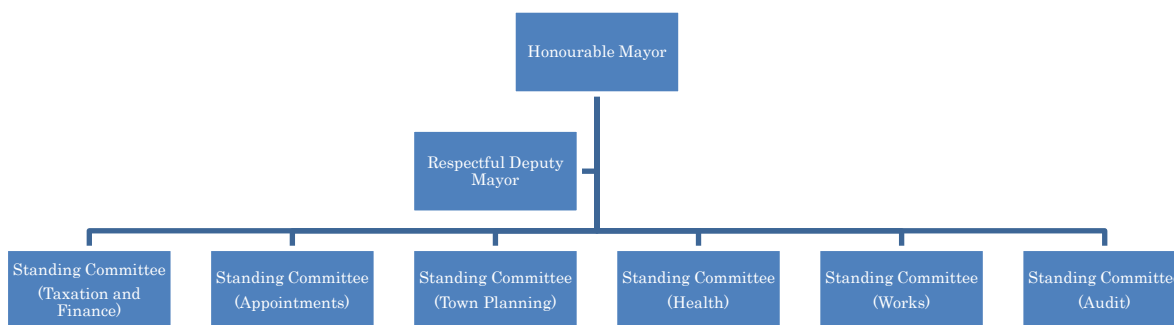 Honourable Mayor
Respectful Deputy
Mayor
Standing Committee
(Taxation and
Finance)
Standing Committee
(Appointments)
Standing Committee
(Town Planning)
Standing Committee
(Health)
Standing Committee
(Works)
Standing Committee
(Audit)